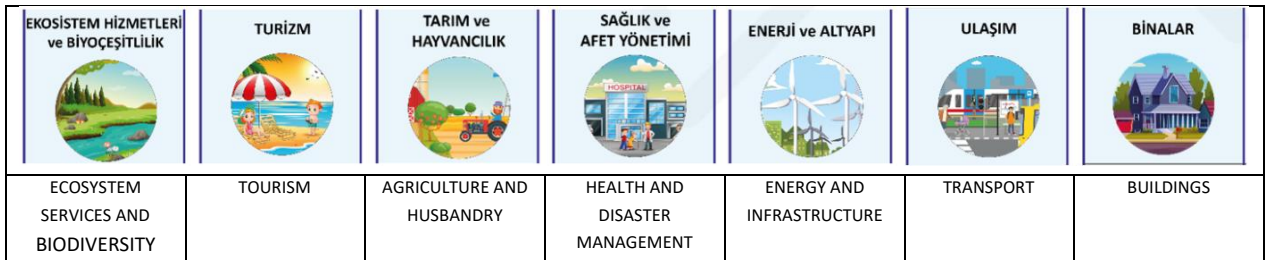 EKOSİSTEM HİZMETLERİ
ve BİYOÇEŞİTLİLİK
TURİZM
TARIM ve
HAYVANCILIK
SAĞLIK ve
AFET YÖNETİMİ
ENERJİ ve ALTYAPI
ULAŞIM
BİNALAR
HOSPITAL
ECOSYSTEM
SERVICES AND
BIODIVERSITY
TOURISM
AGRICULTURE AND
HUSBANDRY
HEALTH AND
DISASTER
MANAGEMENT
ENERGY AND
INFRASTRUCTURE
TRANSPORT
BUILDINGS